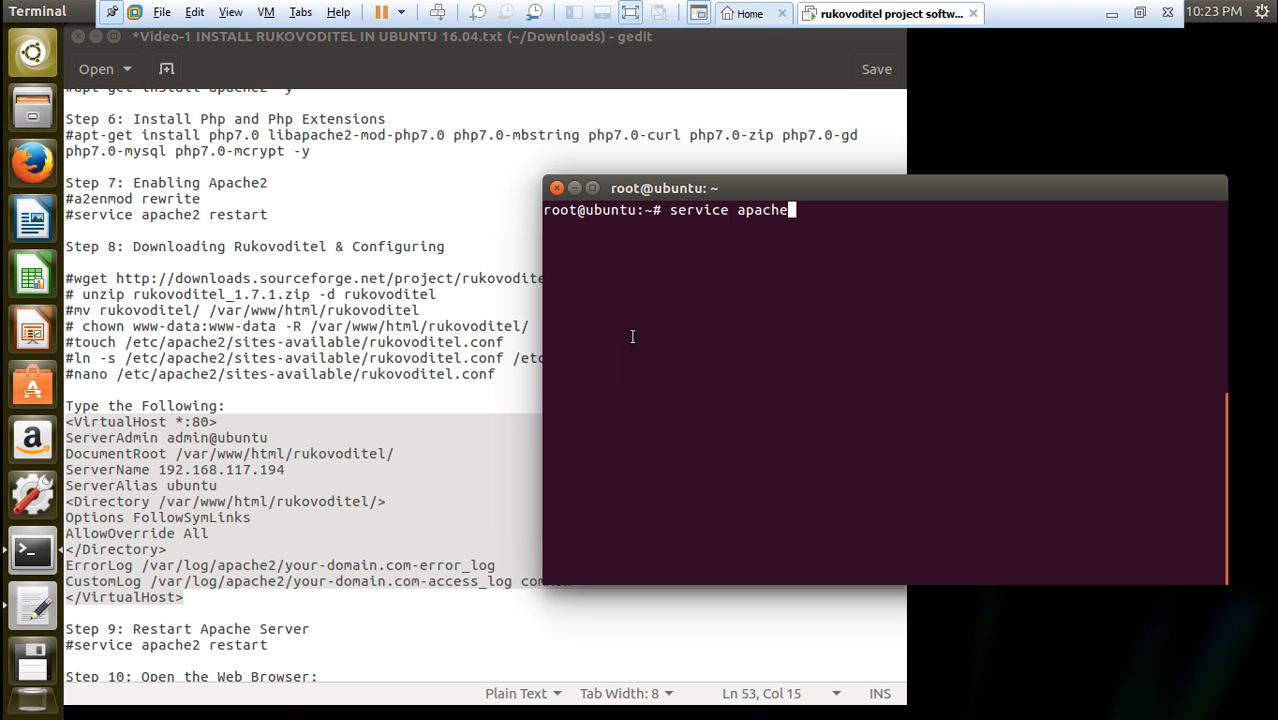 Terminal
File Edit View VM Tabs Help
Home
rukovoditel project softw...
10:23 PM
*Video-1 INSTALL RUKOVODITEL IN UBUNTU 16.04.txt (~/Downloads) - gedit
Open
Save
#apt-get install apache2 -y
Step 6: Install Php and Php Extensions
#apt-get install php7.0 libapache2-mod-php7.0 php7.0-mbstring php7.0-curl php7.0-zip php7.0-gd
php7.0-mysql php7.0-mcrypt -y
Step 7: Enabling Apache2
#a2enmod rewrite
#service apache2 restart
Step 8: Downloading Rukovoditel & Configuring
#wget http://downloads.sourceforge.net/project/rukovodite
# unzip rukovoditel_1.7.1.zip -d rukovoditel
#mv rukovoditel/ /var/www/html/rukovoditel
# chown www-data:www-data -R /var/www/html/rukovoditel/
#touch /etc/apache2/sites-available/rukovoditel.conf
#ln -s /etc/apache2/sites-available/rukovoditel.conf /etc
#nano /etc/apache2/sites-available/rukovoditel.conf
Type the Following:
<VirtualHost *:80>
ServerAdmin admin@ubuntu
DocumentRoot /var/www/html/rukovoditel/
ServerName 192.168.117.194
ServerAlias ubuntu
<Directory /var/www/html/rukovoditel/>
Options FollowSymLinks
AllowOverride All
</Directory>
ErrorLog /var/log/apache2/your-domain.com-error_log
CustomLog /var/log/apache2/your-domain.com-access_log
</VirtualHost>
Step 9: Restart Apache Server
#service apache2 restart
Step 10: Open the Web Browser:
Plain Text Tab Width: 8 Ln 53, Col 15 INS
root@ubuntu: ~
root@ubuntu:~# service apache